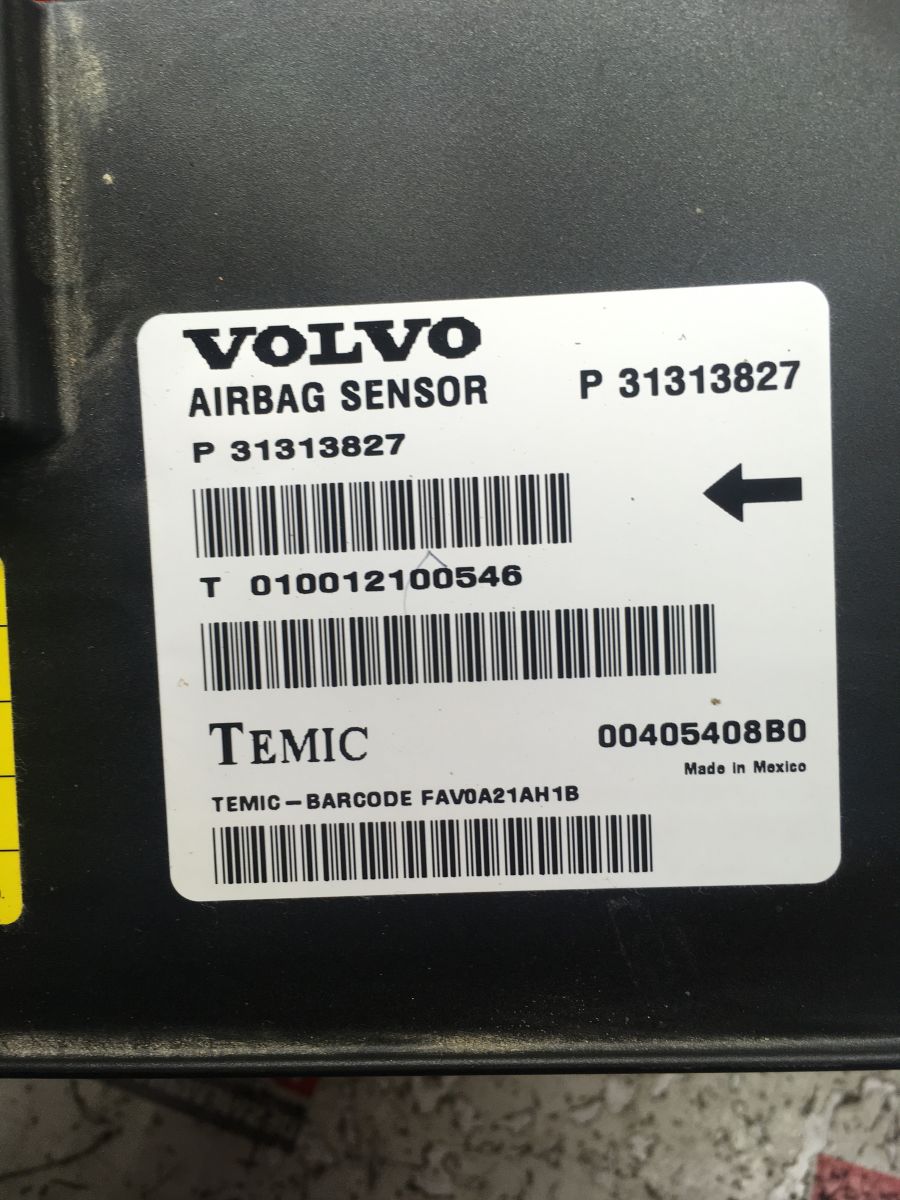 VOLVO
AIRBAG SENSOR
P 31313827
P 31313827
T 010012100546
TEMIC
00405408B0
Made in Mexico
TEMIC-BARCODE FAV0A21AH1B